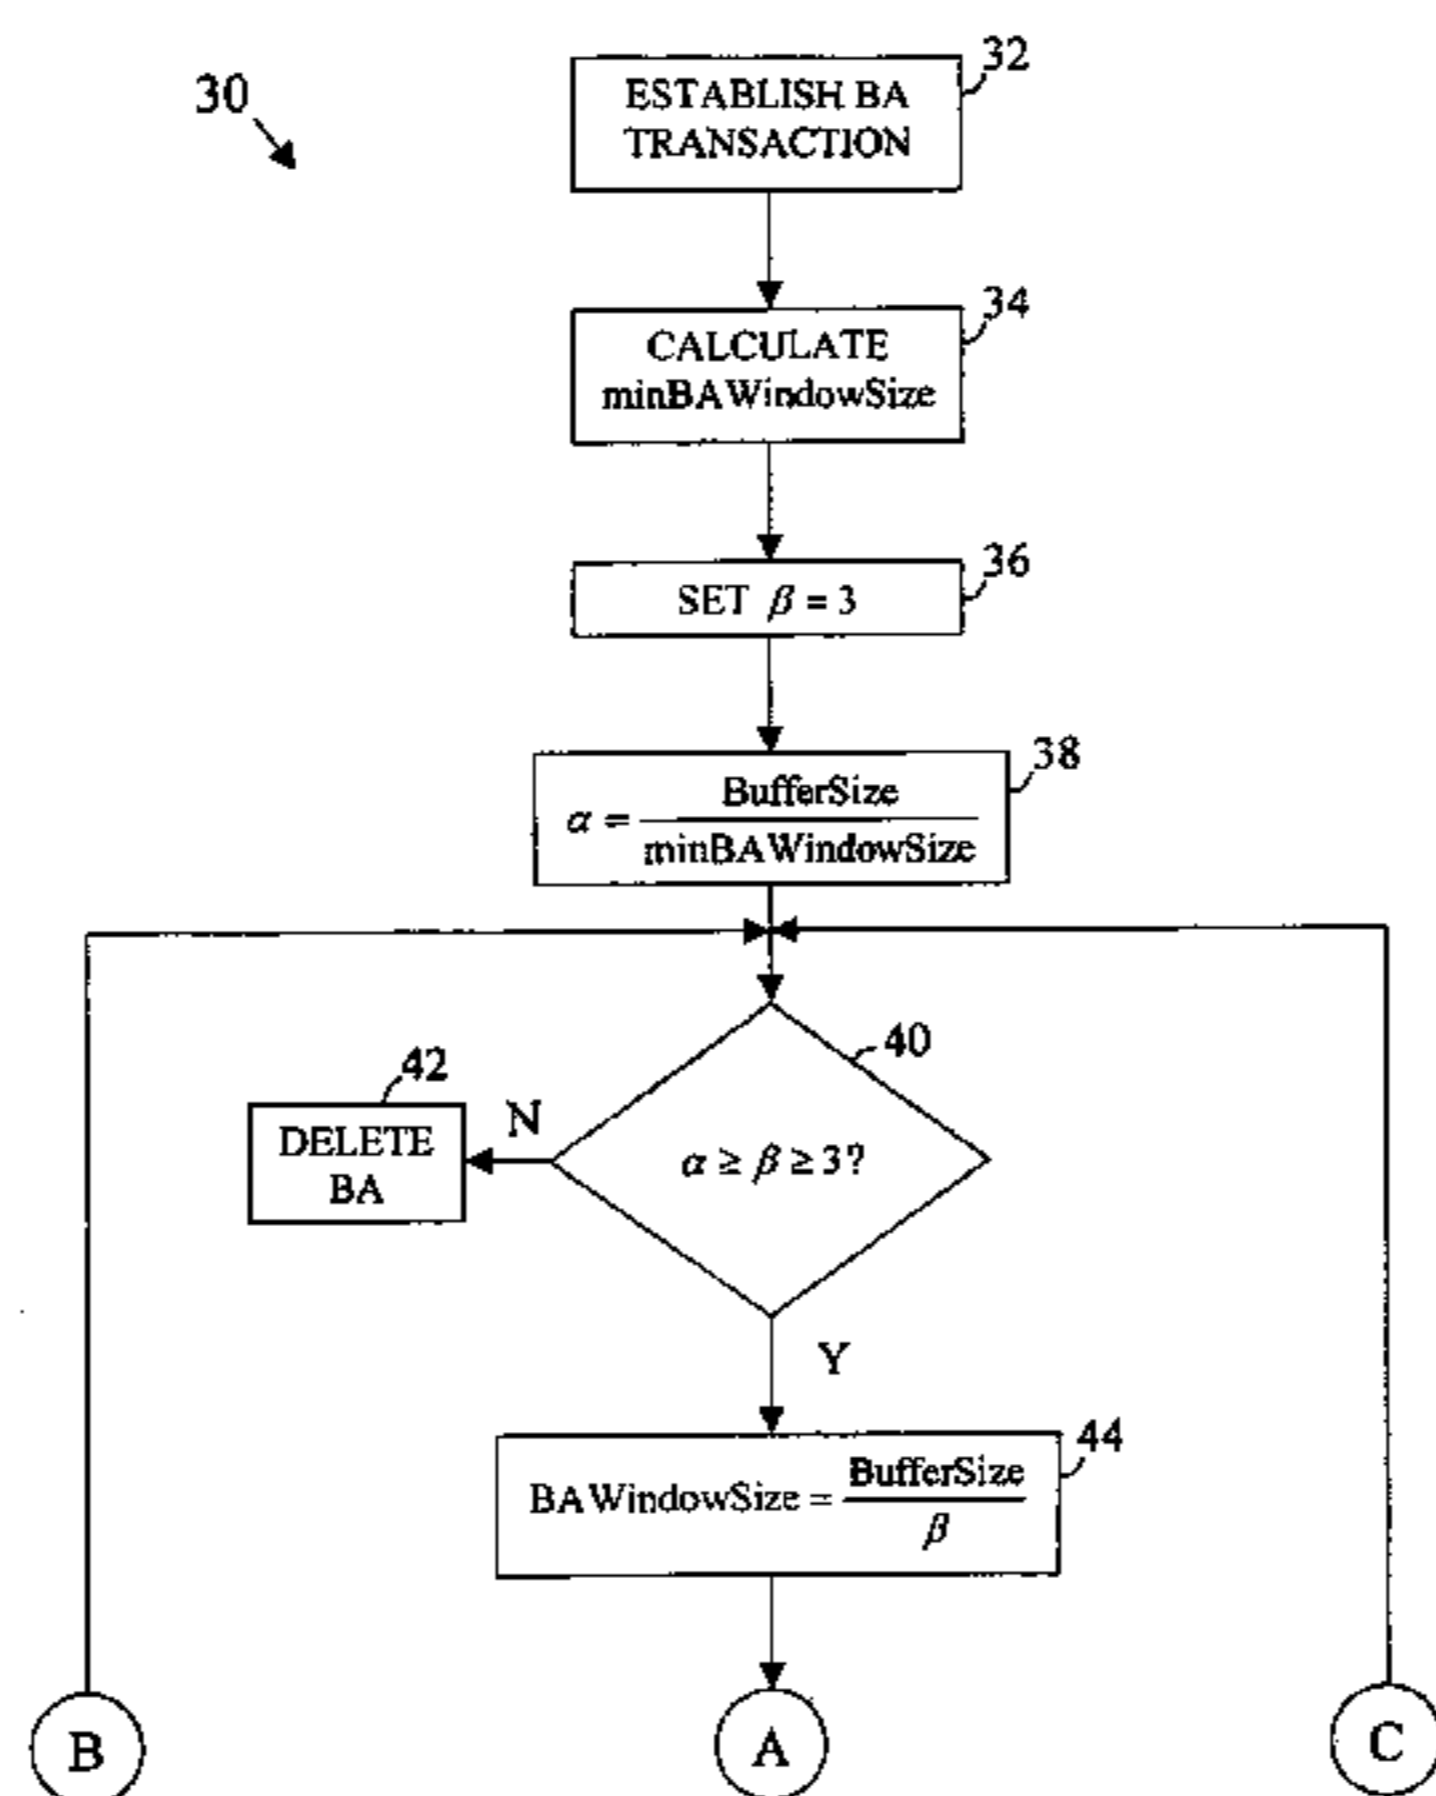 30
32
ESTABLISH BA
TRANSACTION
34
CALCULATE
minBAWindowSize
36
SET β = 3
38
α = BufferSize
minBAWindowSize
40
42
DELETE
BA
N
α ≥ β ≥ 3?
Y
44
BAWindowSize = BufferSize
β
B
A
C